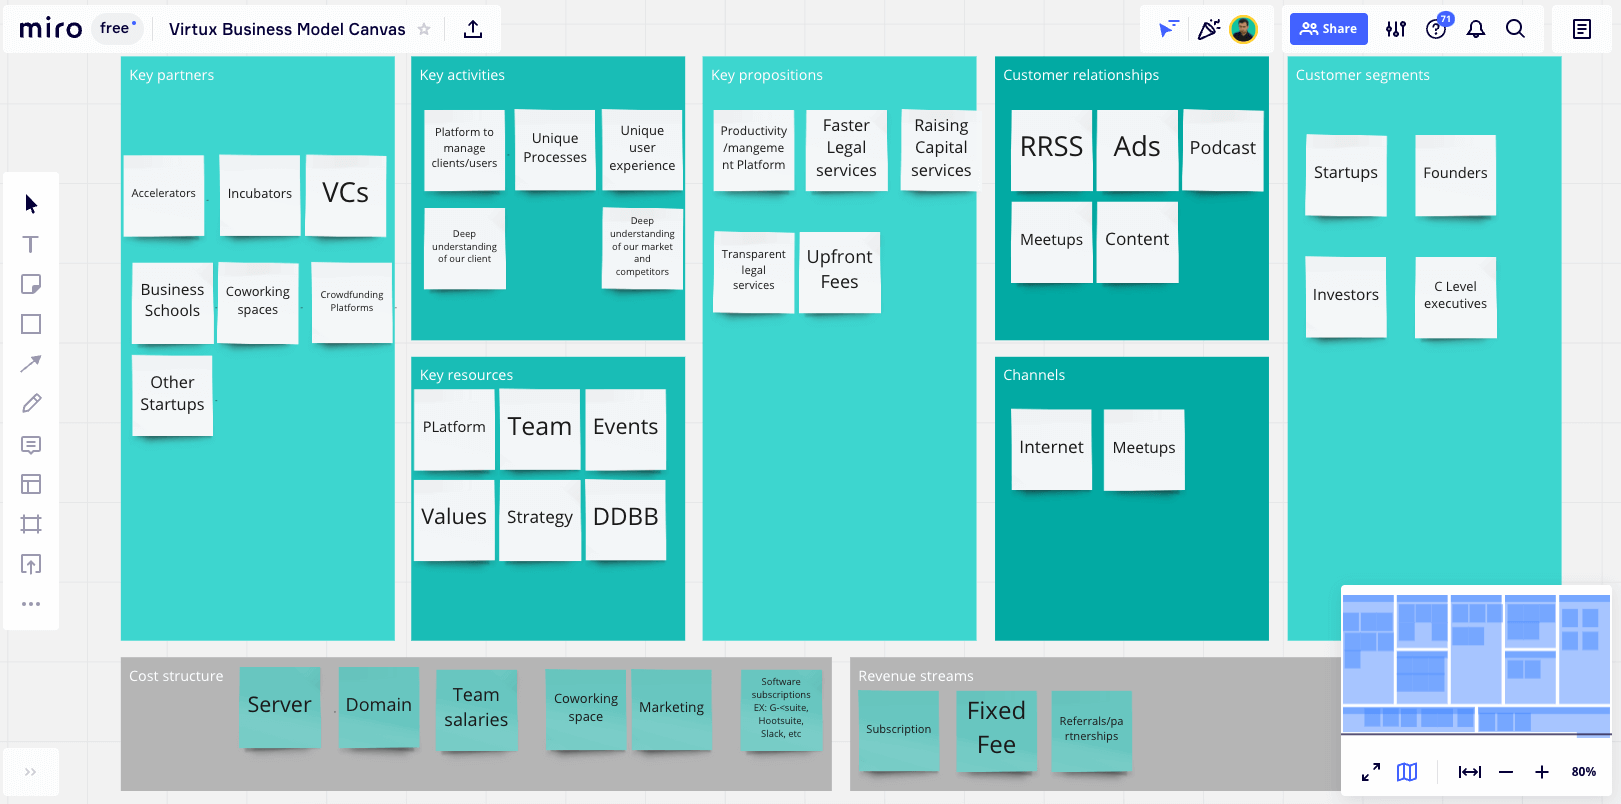 miro
free
Virtux Business Model Canvas
Share
71
Key partners
Accelerators
Incubators
VCs
Business
Schools
Coworking
spaces
Crowdfunding
Platforms
Other
Startups
Key activities
Platform to
manage
clients/users
Unique
Processes
Unique
user
experience
Deep
understanding
of our client
Deep
understanding
of our market
and
competitors
Key resources
PLatform
Team
Events
Values
Strategy
DDBB
Key propositions
Productivity
/mangeme
nt Platform
Faster
Legal
services
Raising
Capital
services
Transparent
legal
services
Upfront
Fees
Customer relationships
RRSS
Ads
Podcast
Meetups
Content
Channels
Internet
Meetups
Customer segments
Startups
Founders
Investors
C Level
executives
Cost structure
Server
Domain
Team
salaries
Coworking
space
Marketing
Software
subscriptions
EX: G-<suite,
Hootsuite,
Slack, etc
Revenue streams
Subscription
Fixed
Fee
Referrals/pa
rtnerships
80%